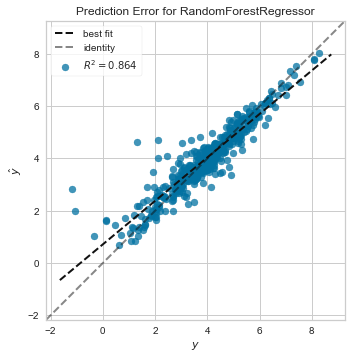 Prediction Error for RandomForestRegressor
best fit
identity
R² = 0.864
8
6
4
2
0
−2
ŷ
−2 0 2 4 6 8
y